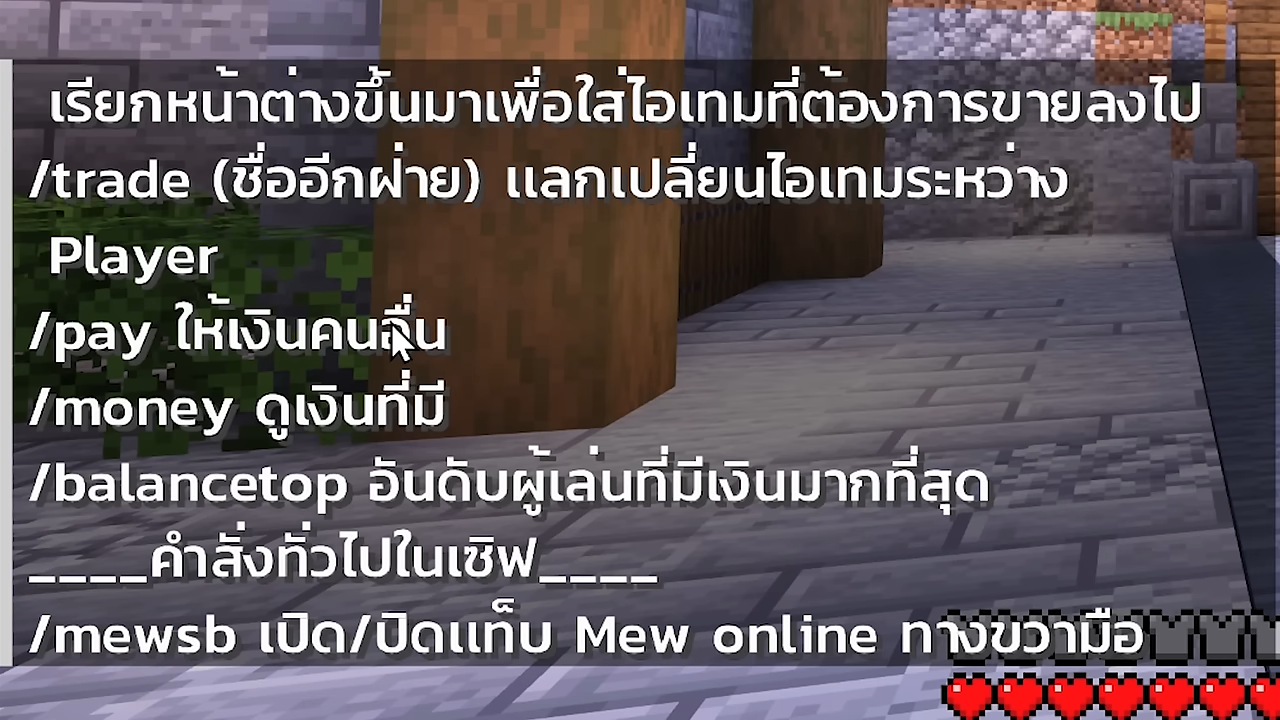 เรียกหน้าต่างขึ้นมาเพื่อใส่ไอเทมที่ต้องการขายลงไป
/trade (ชื่ออีกฝ่าย) แลกเปลี่ยนไอเทมระหว่าง
Player
/pay ให้เงินคนอื่น
/money ดูเงินที่มี
/balancetop อันดับผู้เล่นที่มีเงินมากที่สุด
____คำสั่งทั่วไปในเซิฟ____
/mewsb เปิด/ปิดแท็บ Mew online ทางขวามือ